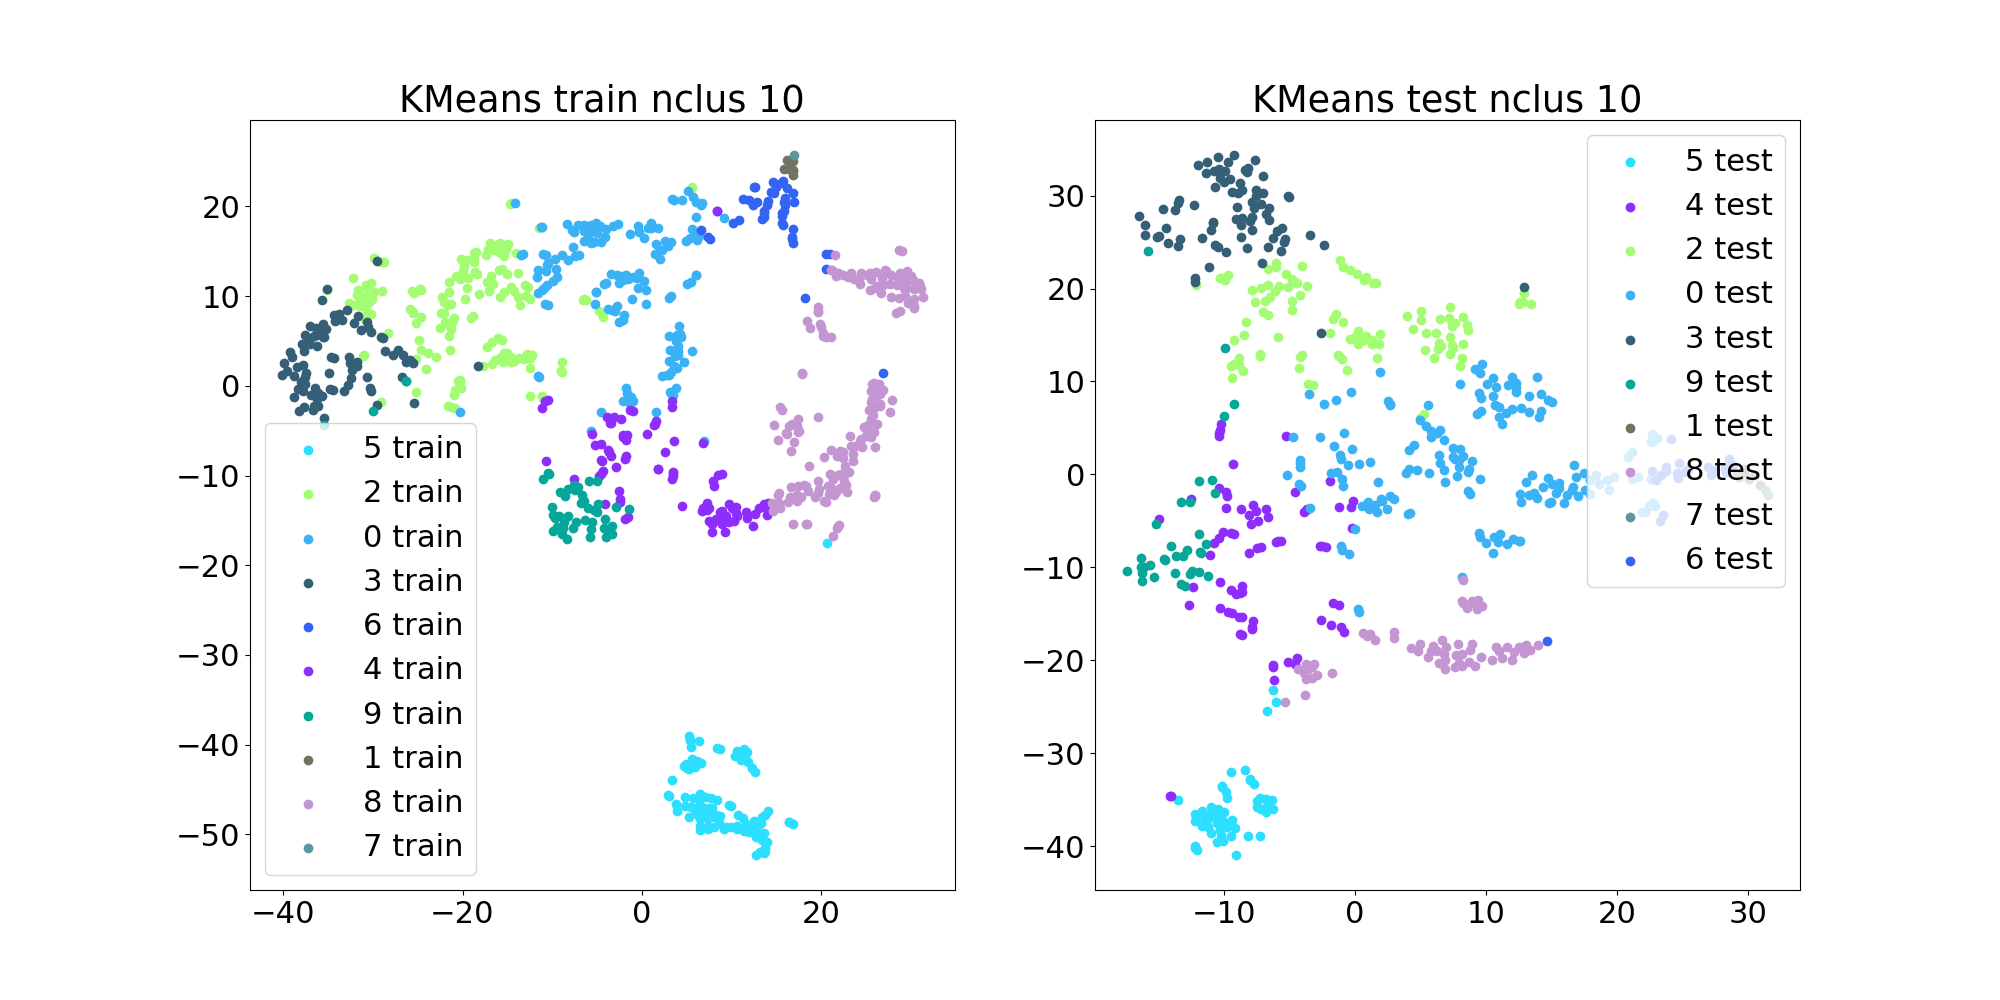 KMeans train nclus 10
20
10
0
−10
−20
−30
−40
−50
−40
−20
0
20
5 train
2 train
0 train
3 train
6 train
4 train
9 train
1 train
8 train
7 train
KMeans test nclus 10
30
20
10
0
−10
−20
−30
−40
−10
0
10
20
30
5 test
4 test
2 test
0 test
3 test
9 test
1 test
8 test
7 test
6 test